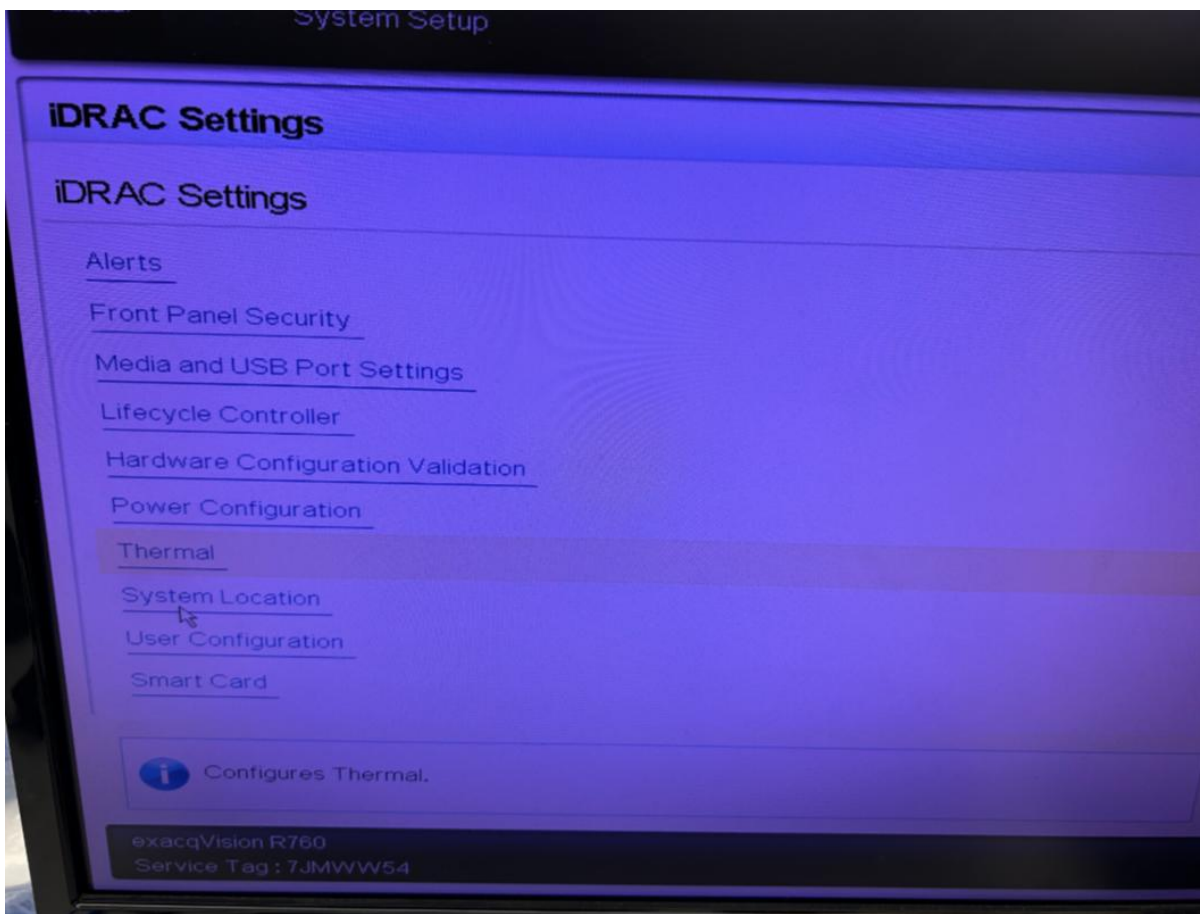 System Setup
iDRAC Settings
iDRAC Settings
Alerts
Front Panel Security
Media and USB Port Settings
Lifecycle Controller
Hardware Configuration Validation
Power Configuration
Thermal
System Location
User Configuration
Smart Card
Configures Thermal.
exacqVision R760
Service Tag : 7JMWW54